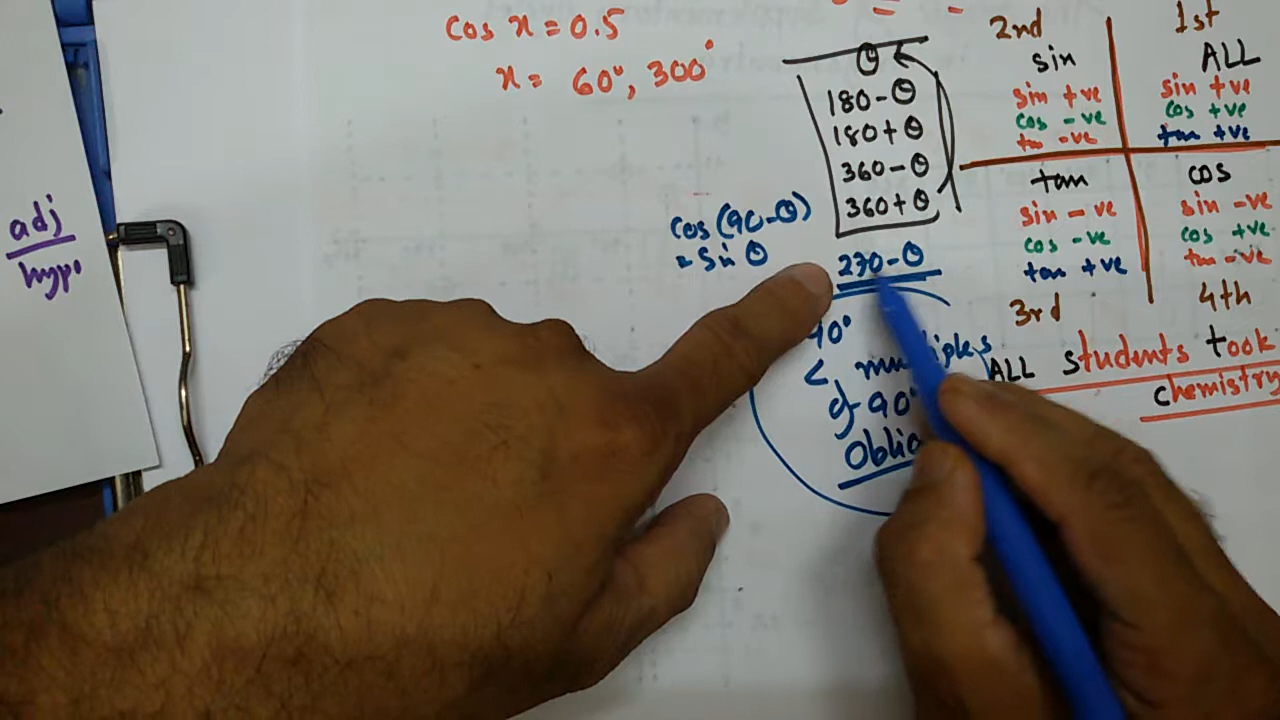 adj
hypo
cos x = 0.5
x = 60°, 300°
θ
180-θ
180+θ
360-θ
360+θ
cos (90-θ)
= sin θ
270-θ
90°
< multiples
of 90°
2nd
sin
sin +ve
cos -ve
tan -ve
1st
ALL
sin +ve
cos +ve
tan +ve
tan
sin -ve
cos -ve
tan +ve
3rd
cos
sin -ve
cos +ve
tan -ve
4th
ALL students took
chemistry